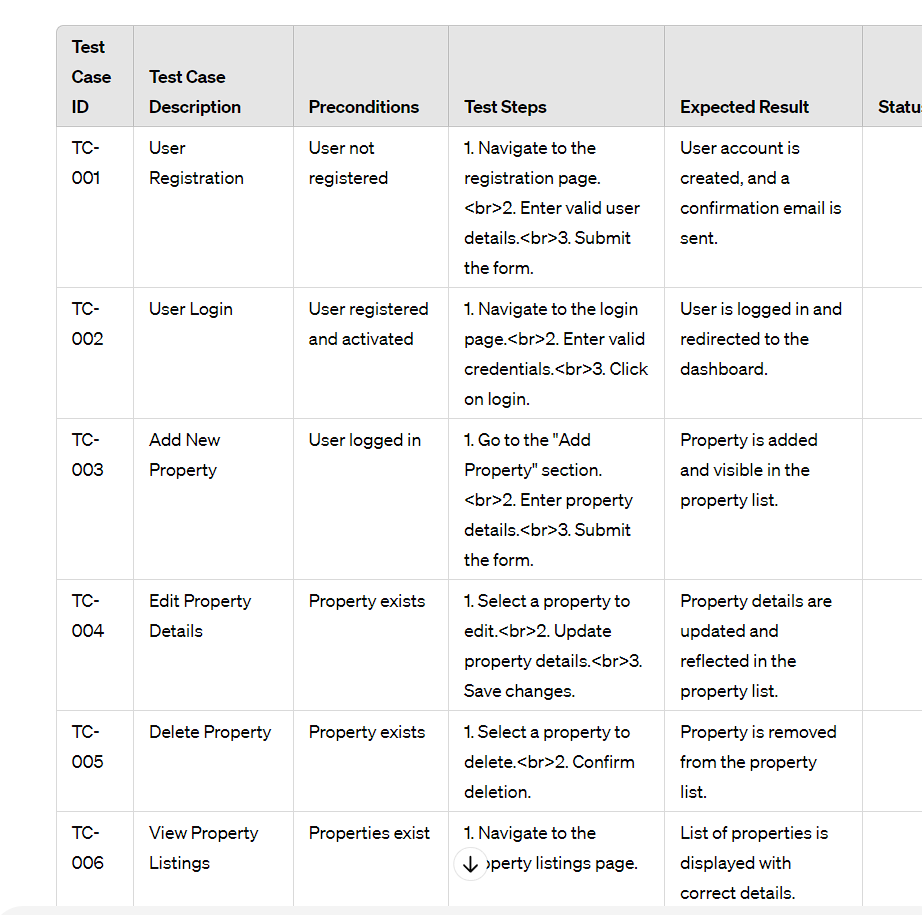 Test
Case
ID
Test Case
Description
Preconditions
Test Steps
Expected Result
TC-
001
User
Registration
User not
registered
1. Navigate to the
registration page.
<br>2. Enter valid user
details.<br>3. Submit
the form.
User account is
created, and a
confirmation email is
sent.
TC-
002
User Login
User registered
and activated
1. Navigate to the login
page.<br>2. Enter valid
credentials.<br>3. Click
on login.
User is logged in and
redirected to the
dashboard.
TC-
003
Add New
Property
User logged in
1. Go to the "Add
Property" section.
<br>2. Enter property
details.<br>3. Submit
the form.
Property is added
and visible in the
property list.
TC-
004
Edit Property
Details
Property exists
1. Select a property to
edit.<br>2. Update
property details.<br>3.
Save changes.
Property details are
updated and
reflected in the
property list.
TC-
005
Delete Property
Property exists
1. Select a property to
delete.<br>2. Confirm
deletion.
Property is removed
from the property
list.
TC-
006
View Property
Listings
Properties exist
1. Navigate to the
listings page.
List of properties is
displayed with
correct details.